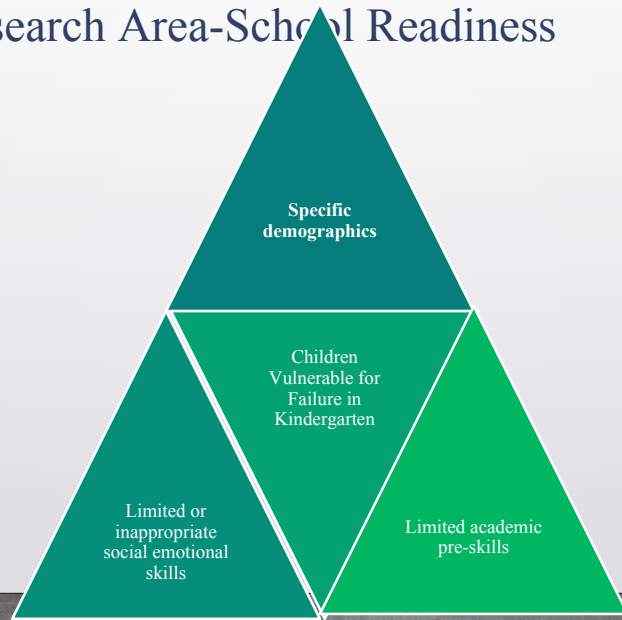 search Area-School Readiness
Specific
demographics
Children
Vulnerable for
Failure in
Kindergarten
Limited or
inappropriate
social emotional
skills
Limited academic
pre-skills